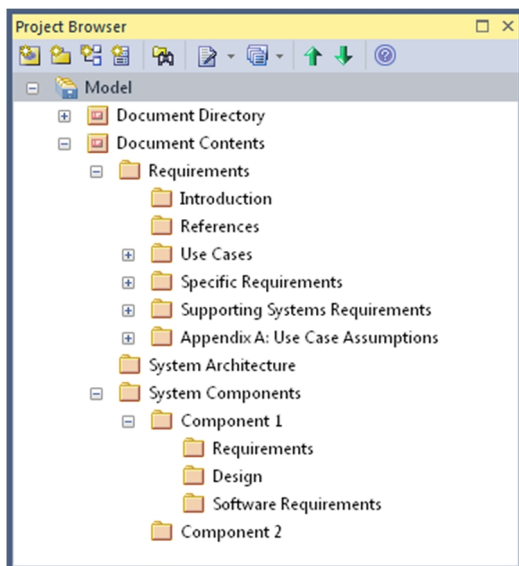 Project Browser
Model
Document Directory
Document Contents
Requirements
Introduction
References
Use Cases
Specific Requirements
Supporting Systems Requirements
Appendix A: Use Case Assumptions
System Architecture
System Components
Component 1
Requirements
Design
Software Requirements
Component 2